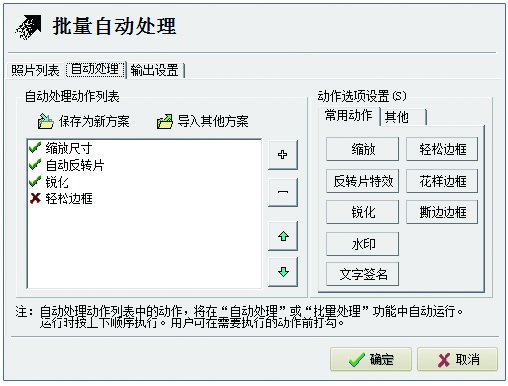 批量自动处理
照片列表 自动处理 输出设置
自动处理动作列表
保存为新方案 导入其他方案
缩放尺寸
自动反转片
锐化
轻松边框
动作选项设置(S)
常用动作 其他
缩放 轻松边框
反转片特效 花样边框
锐化 撕边边框
水印
文字签名
注：自动处理动作列表中的动作，将在“自动处理”或“批量处理”功能中自动运行。
运行时按上下顺序执行。用户可在需要执行的动作前打勾。
确定 取消